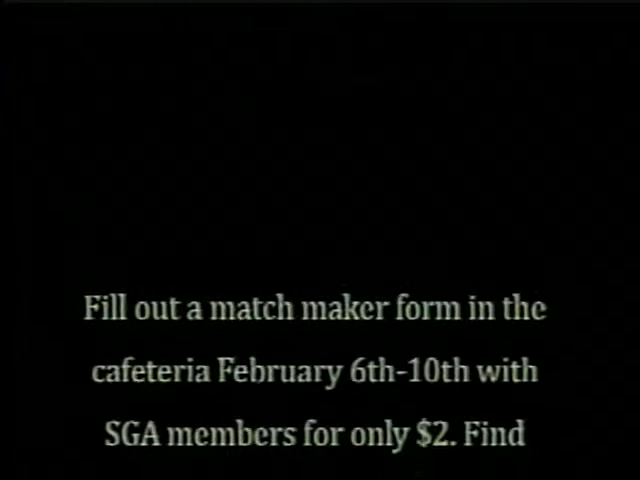 Fill out a match maker form in the
cafeteria February 6th-10th with
SGA members for only $2. Find